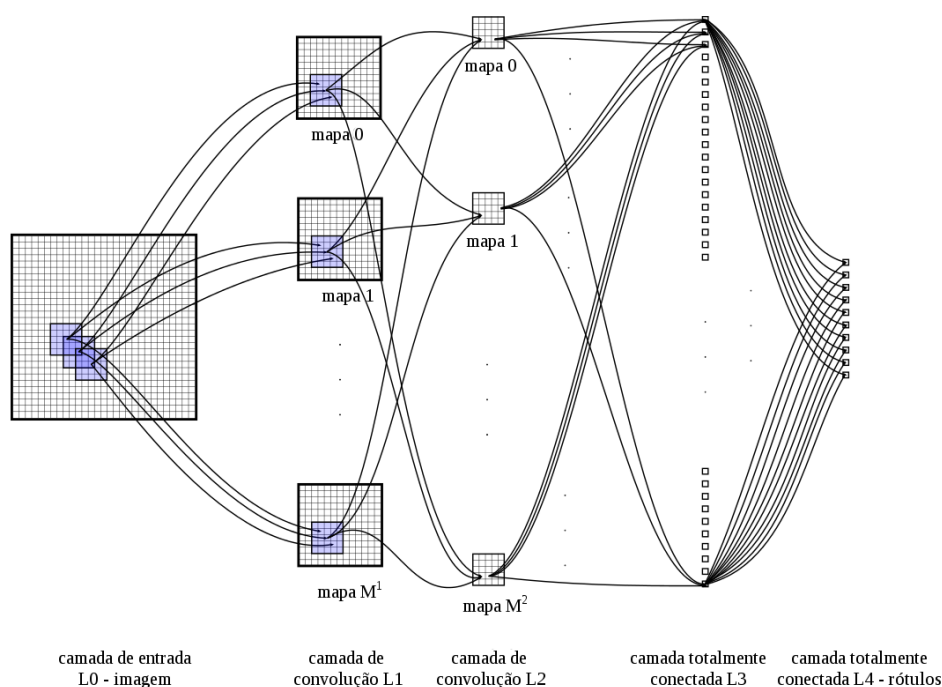 mapa 0
mapa 0
mapa 1
mapa 1
mapa M¹
mapa M²
camada de entrada
L0 - imagem
camada de
convolução L1
camada de
convolução L2
camada totalmente
conectada L3
camada totalmente
conectada L4 - rótulos